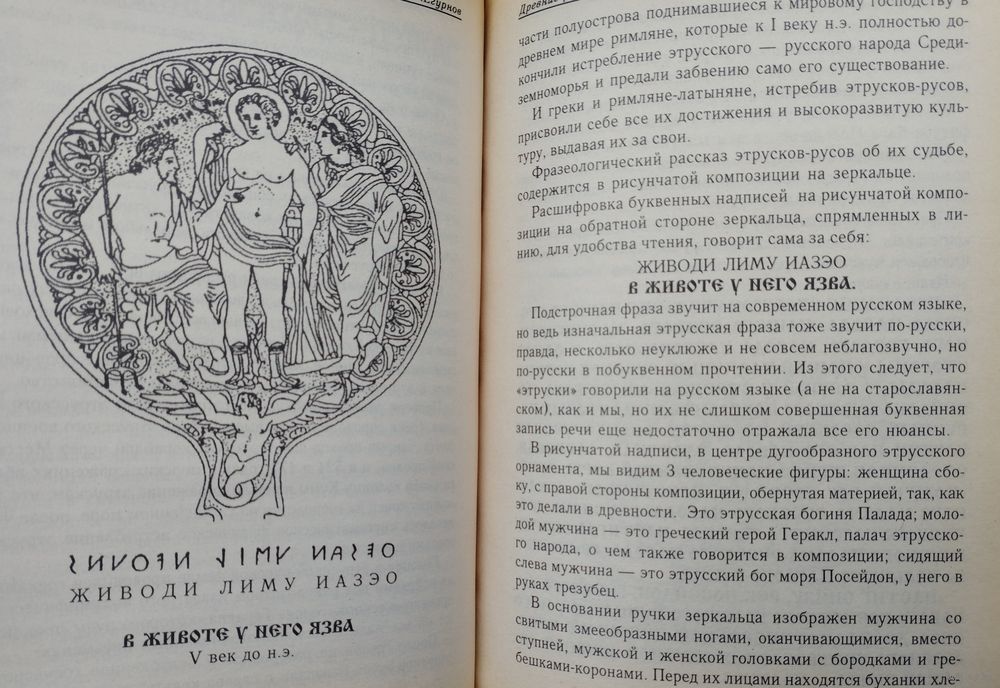 Древние
ЖИВОДИ ЛИМУ ИАЗЭО
В ЖИВОТЕ У НЕГО ЯЗВА
V век до н.э.
части полуострова поднимавшиеся к мировому господству в
древнем мире римляне, которые к I веку н.э. полностью до-
кончили истребление этрусского — русского народа Среди-
земноморья и предали забвению само его существование.
И греки и римляне-латыняне, истребив этрусков-русов,
присвоили себе все их достижения и высокоразвитую куль-
туру, выдавая их за свои.
Фразеологический рассказ этрусков-русов об их судьбе,
содержится в рисунчатой композиции на зеркальце.
Расшифровка буквенных надписей на рисунчатой компо-
зиции на обратной стороне зеркальца, спрямленных в ли-
нию, для удобства чтения, говорит сама за себя:
ЖИВОДИ ЛИМУ ИАЗЭО
В ЖИВОТЕ У НЕГО ЯЗВА.
Подстрочная фраза звучит на современном русском языке,
но ведь изначальная этрусская фраза тоже звучит по-русски,
правда, несколько неуклюже и не совсем неблагозвучно, но
по-русски в побуквенном прочтении. Из этого следует, что
«этруски» говорили на русском языке (а не на старославян-
ском), как и мы, но их не слишком совершенная буквенная
запись речи еще недостаточно отражала все его нюансы.
В рисунчатой надписи, в центре дугообразного этрусского
орнамента, мы видим 3 человеческие фигуры: женщина сбо-
ку, с правой стороны композиции, обернутая материей, так, как
это делали в древности. Это этрусская богиня Палада; моло-
дой мужчина — это греческий герой Геракл, палач этрусско-
го народа, о чем также говорится в композиции; сидящий
слева мужчина — это этрусский бог моря Посейдон, у него в
руках трезубец.
В основании ручки зеркальца изображен мужчина со
свитыми змееобразными ногами, оканчивающимися, вместо
ступней, мужской и женской головками с бородками и гре-
бешками-коронами. Перед их лицами находятся буханки хле-